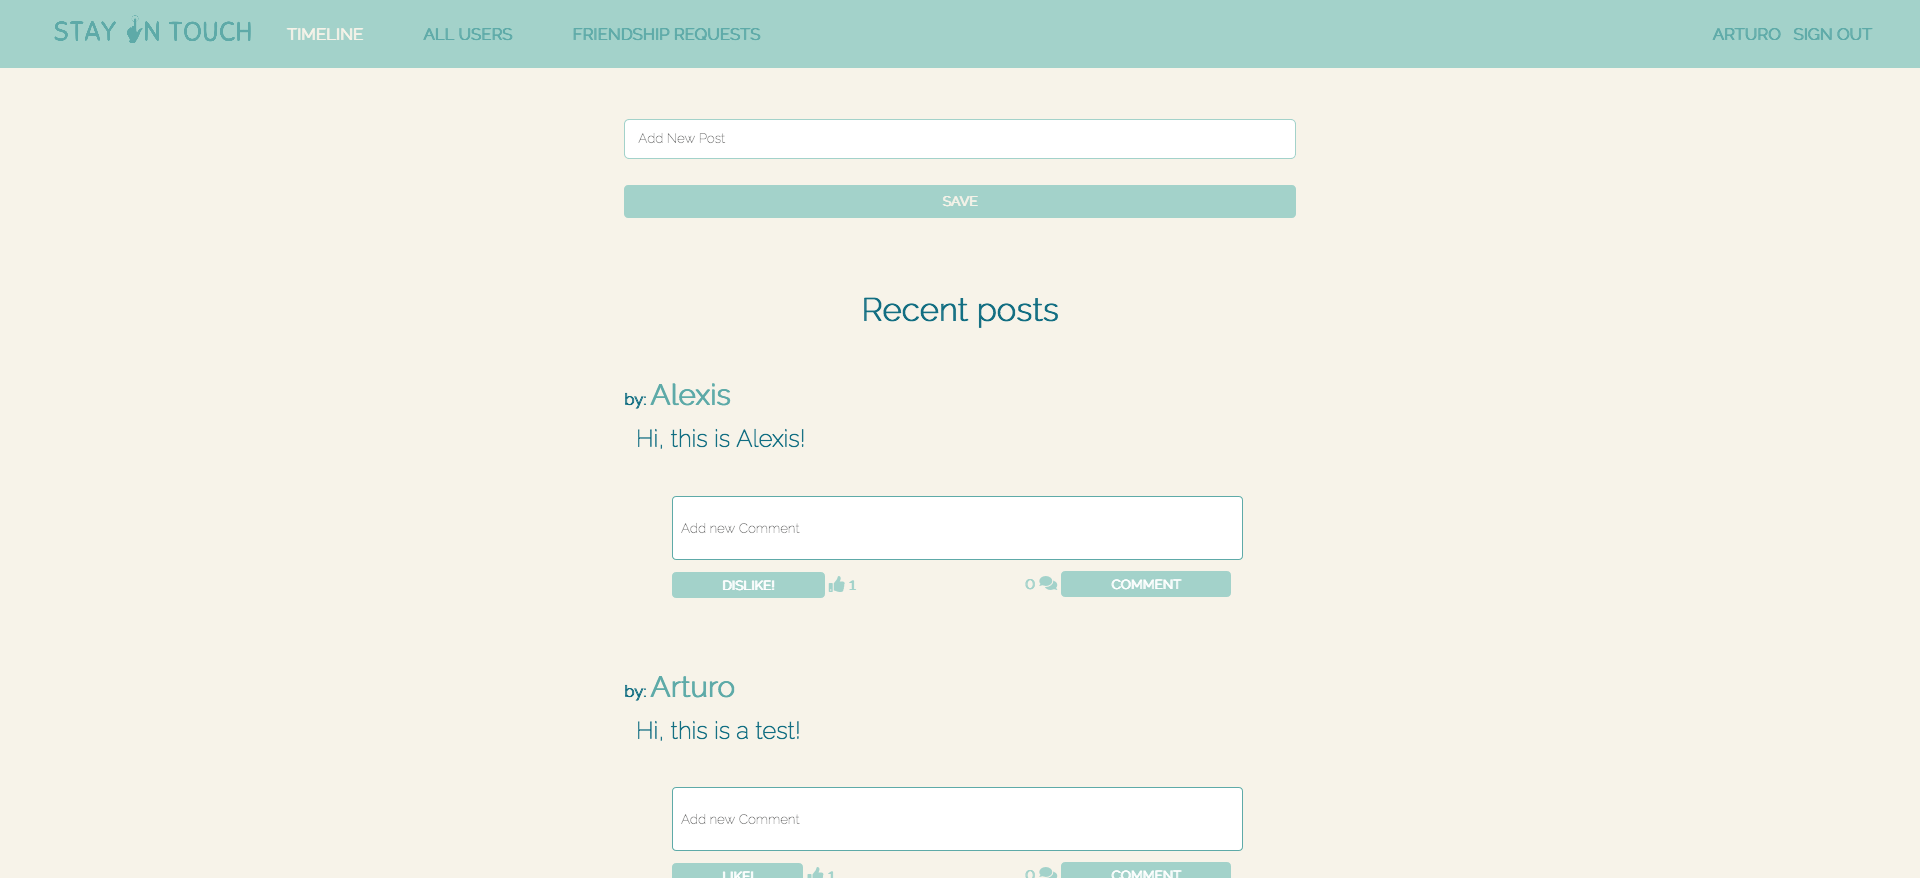 STAY IN TOUCH TIMELINE ALL USERS FRIENDSHIP REQUESTS ARTURO SIGN OUT
Add New Post
SAVE
Recent posts
by: Alexis
Hi, this is Alexis!
Add new Comment
DISLIKE! 1 0 COMMENT
by: Arturo
Hi, this is a test!
Add new Comment
LIKE! 1 0 COMMENT